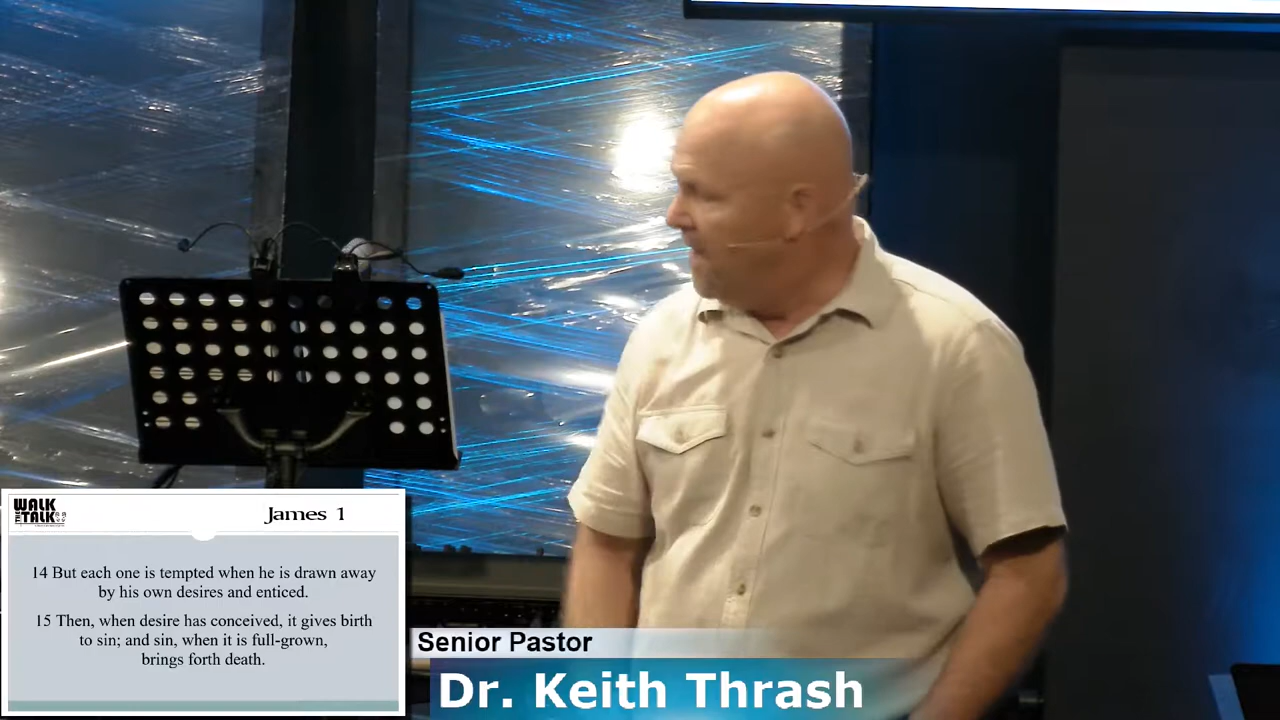 WALK
THE TALK
James 1
14 But each one is tempted when he is drawn away
by his own desires and enticed.
15 Then, when desire has conceived, it gives birth
to sin; and sin, when it is full-grown,
brings forth death.
Senior Pastor
Dr. Keith Thrash